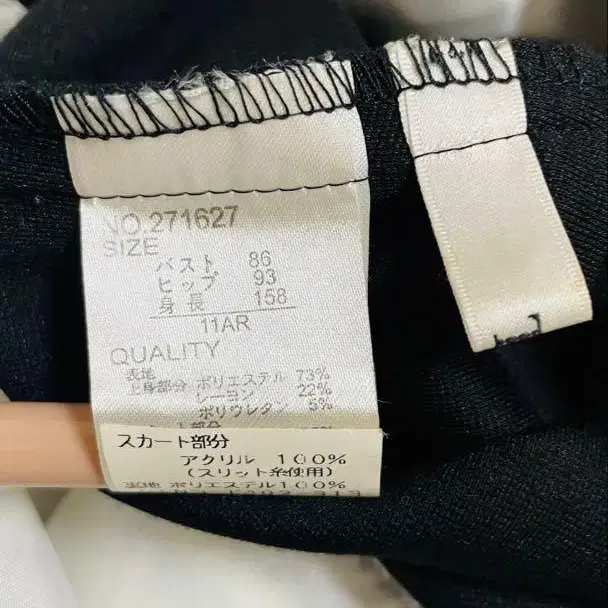 NO.271627
SIZE
バスト 86
ヒップ 93
身長 158
11AR
QUALITY
表地
上身部分 ポリエステル 73%
レーヨン 22%
ポリウレタン 5%
スカート部分
アクリル 100%
(スリット糸使用)
裏地 ポリエステル100%